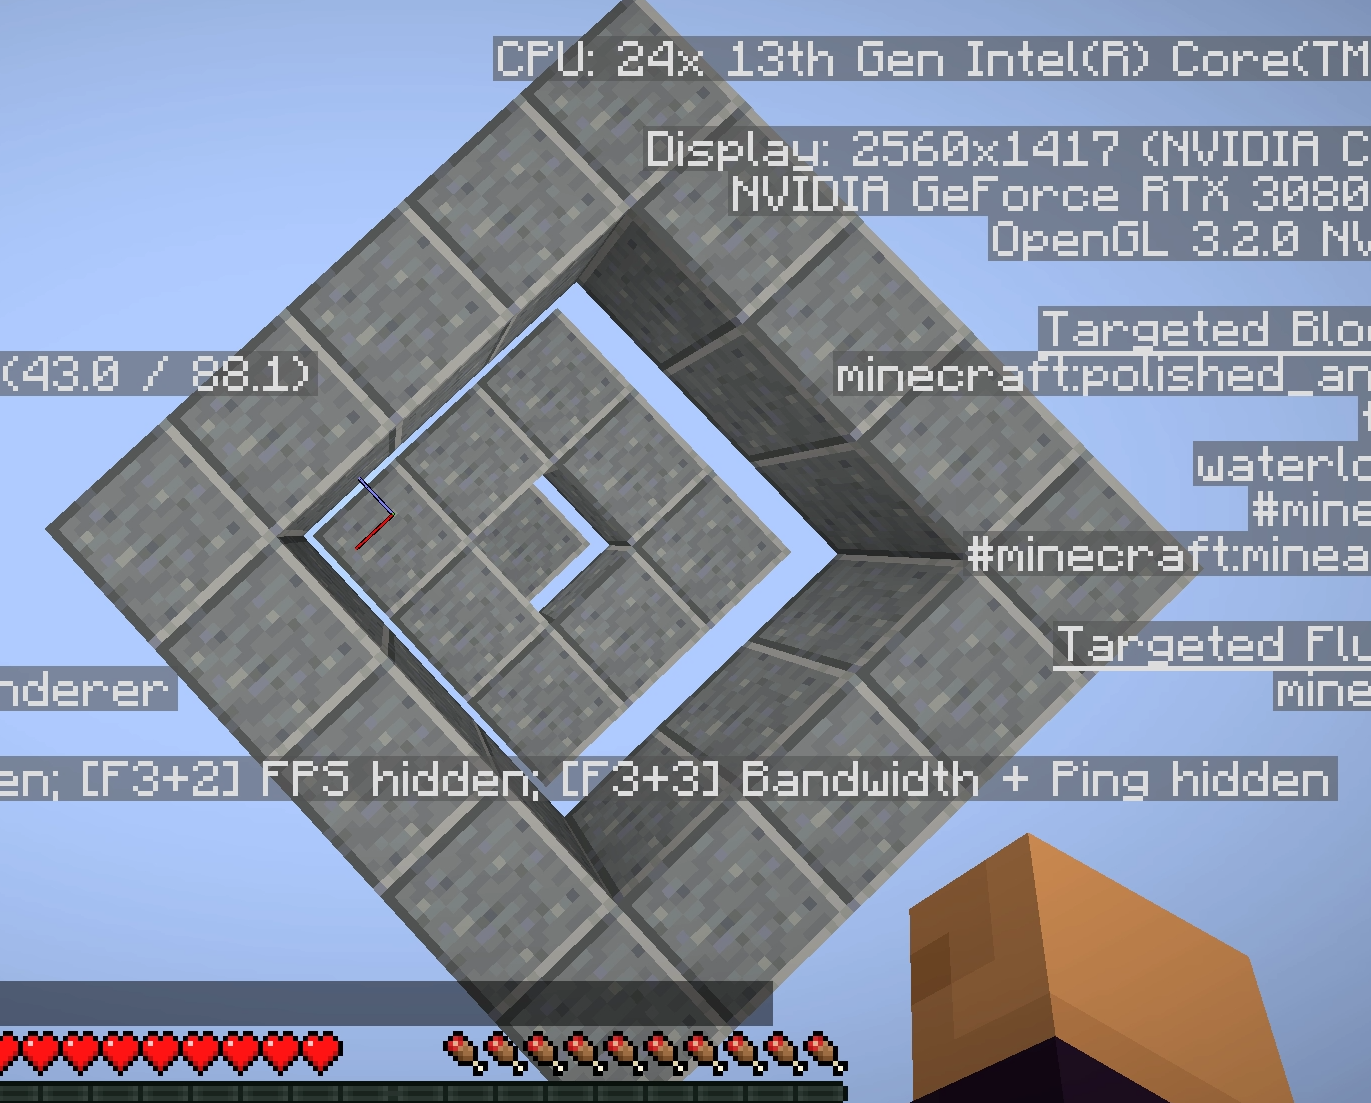 CPU: 24x 13th Gen Intel(R) Core(TM
Display: 2560x1417 (NVIDIA C
NVIDIA GeForce RTX 3080
OpenGL 3.2.0 NV
Targeted Blo
(43.0 / 88.1)
minecraft:polished_an
waterlo
#mine
#minecraft:minea
Targeted Flu
nderer
mine
en; [F3+2] FPS hidden; [F3+3] Bandwidth + Ping hidden